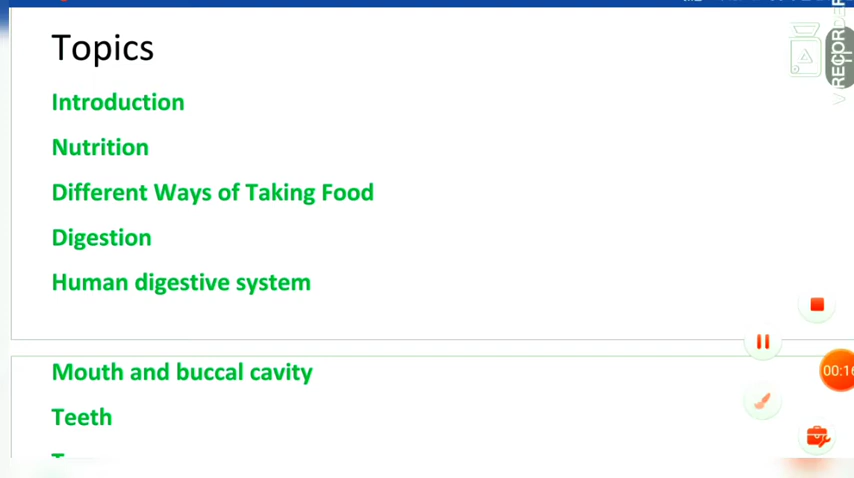 Topics
Introduction
Nutrition
Different Ways of Taking Food
Digestion
Human digestive system
Mouth and buccal cavity
Teeth
RECORDER
00:16